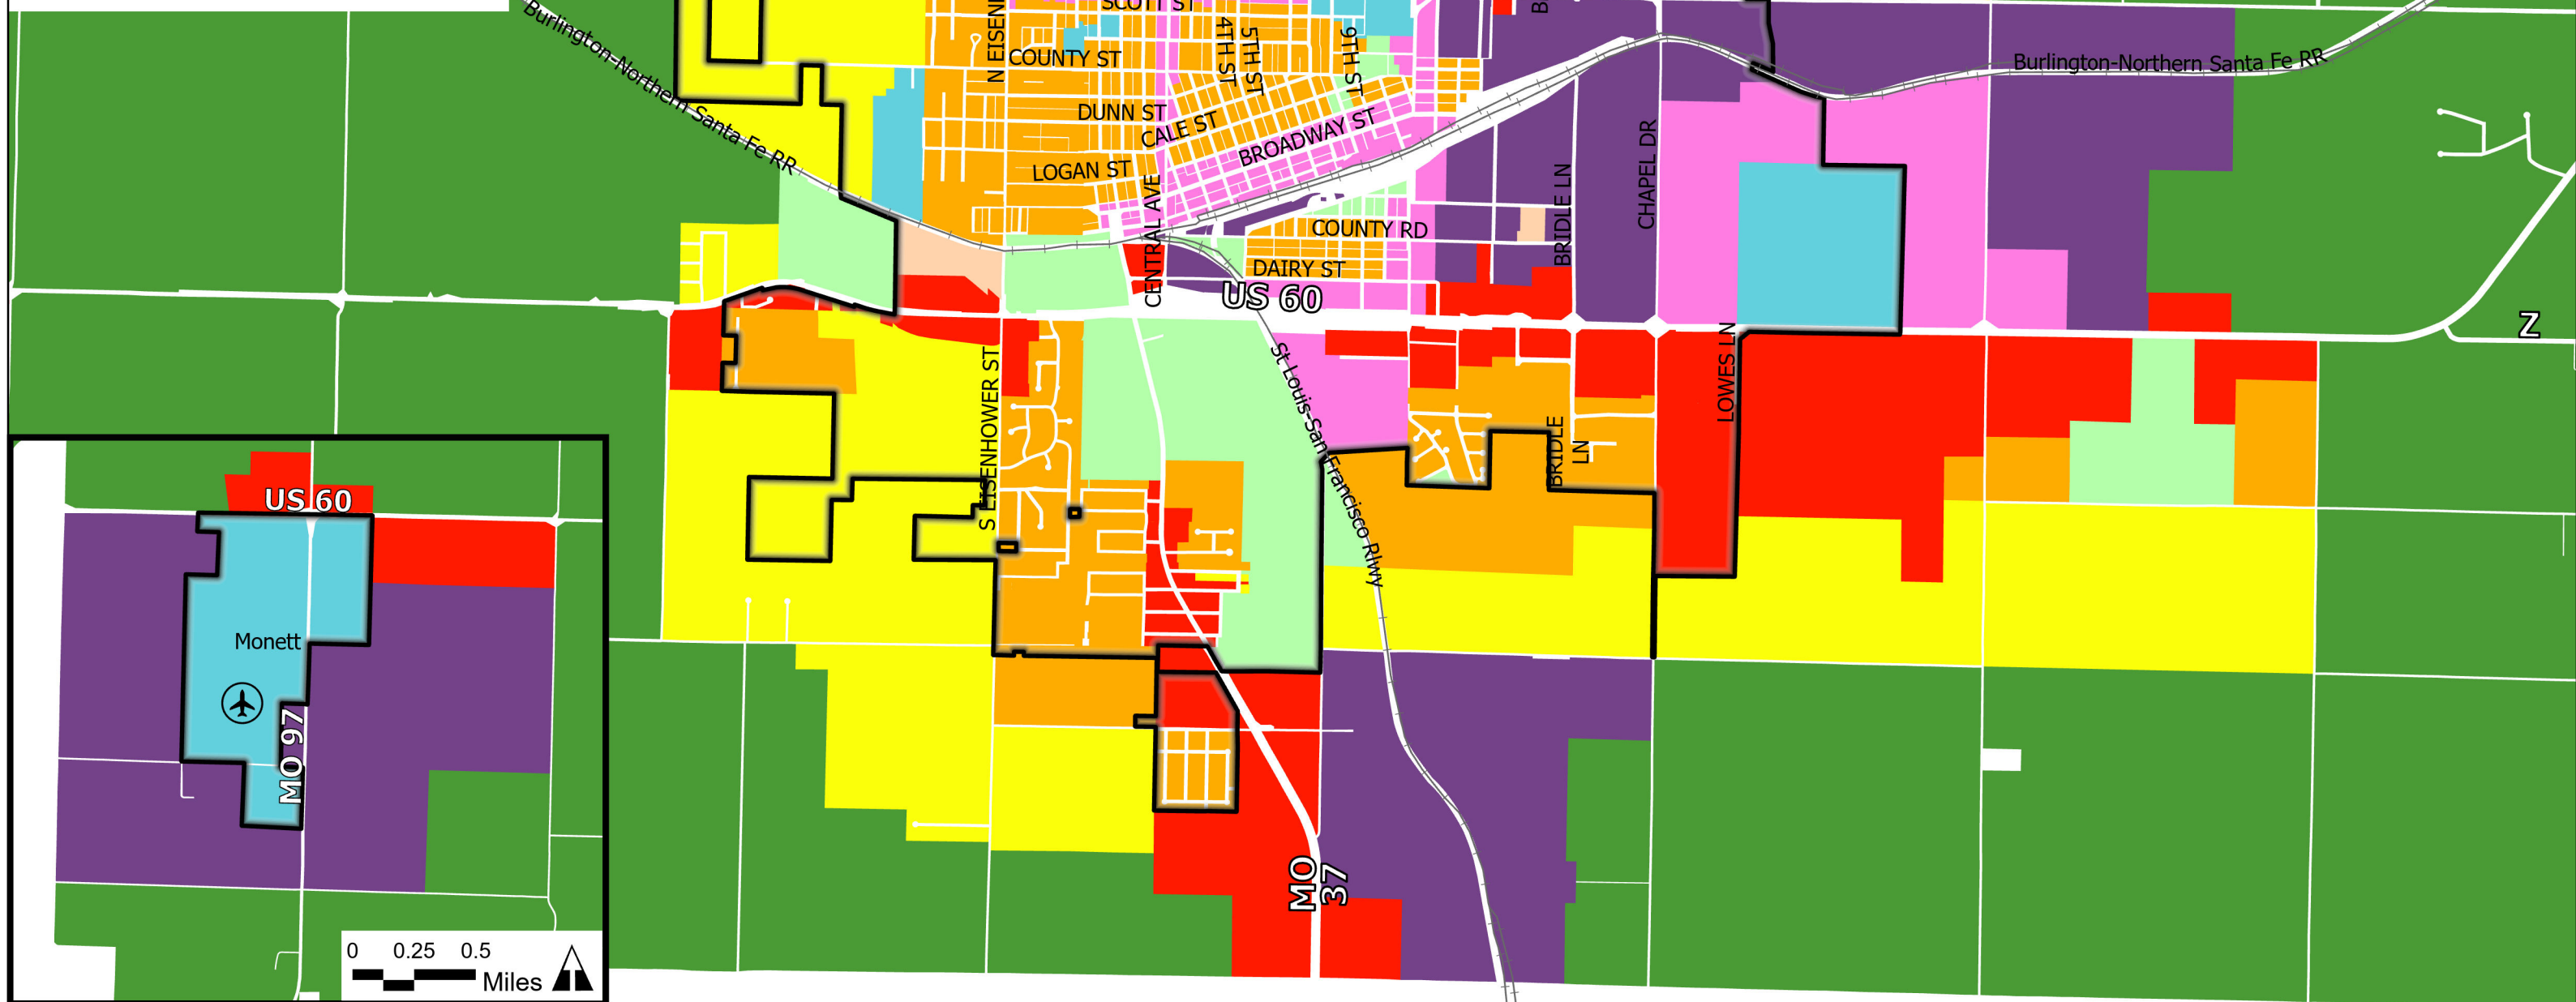 SCOTT ST
Burlington-Northern Santa Fe RR
N EISEN
COUNTY ST
4TH ST
5TH ST
9TH ST
B
Burlington-Northern Santa Fe RR
DUNN ST
CALE ST
BROADWAY ST
LOGAN ST
CENTRAL AVE
COUNTY RD
DAIRY ST
BRIDLE LN
CHAPEL DR
US 60
Z
St Louis-San Francisco Rlwy
S EISENHOWER ST
LOWES LN
BRIDLE
LN
US 60
Monett
MO 97
MO
37
0 0.25 0.5
Miles